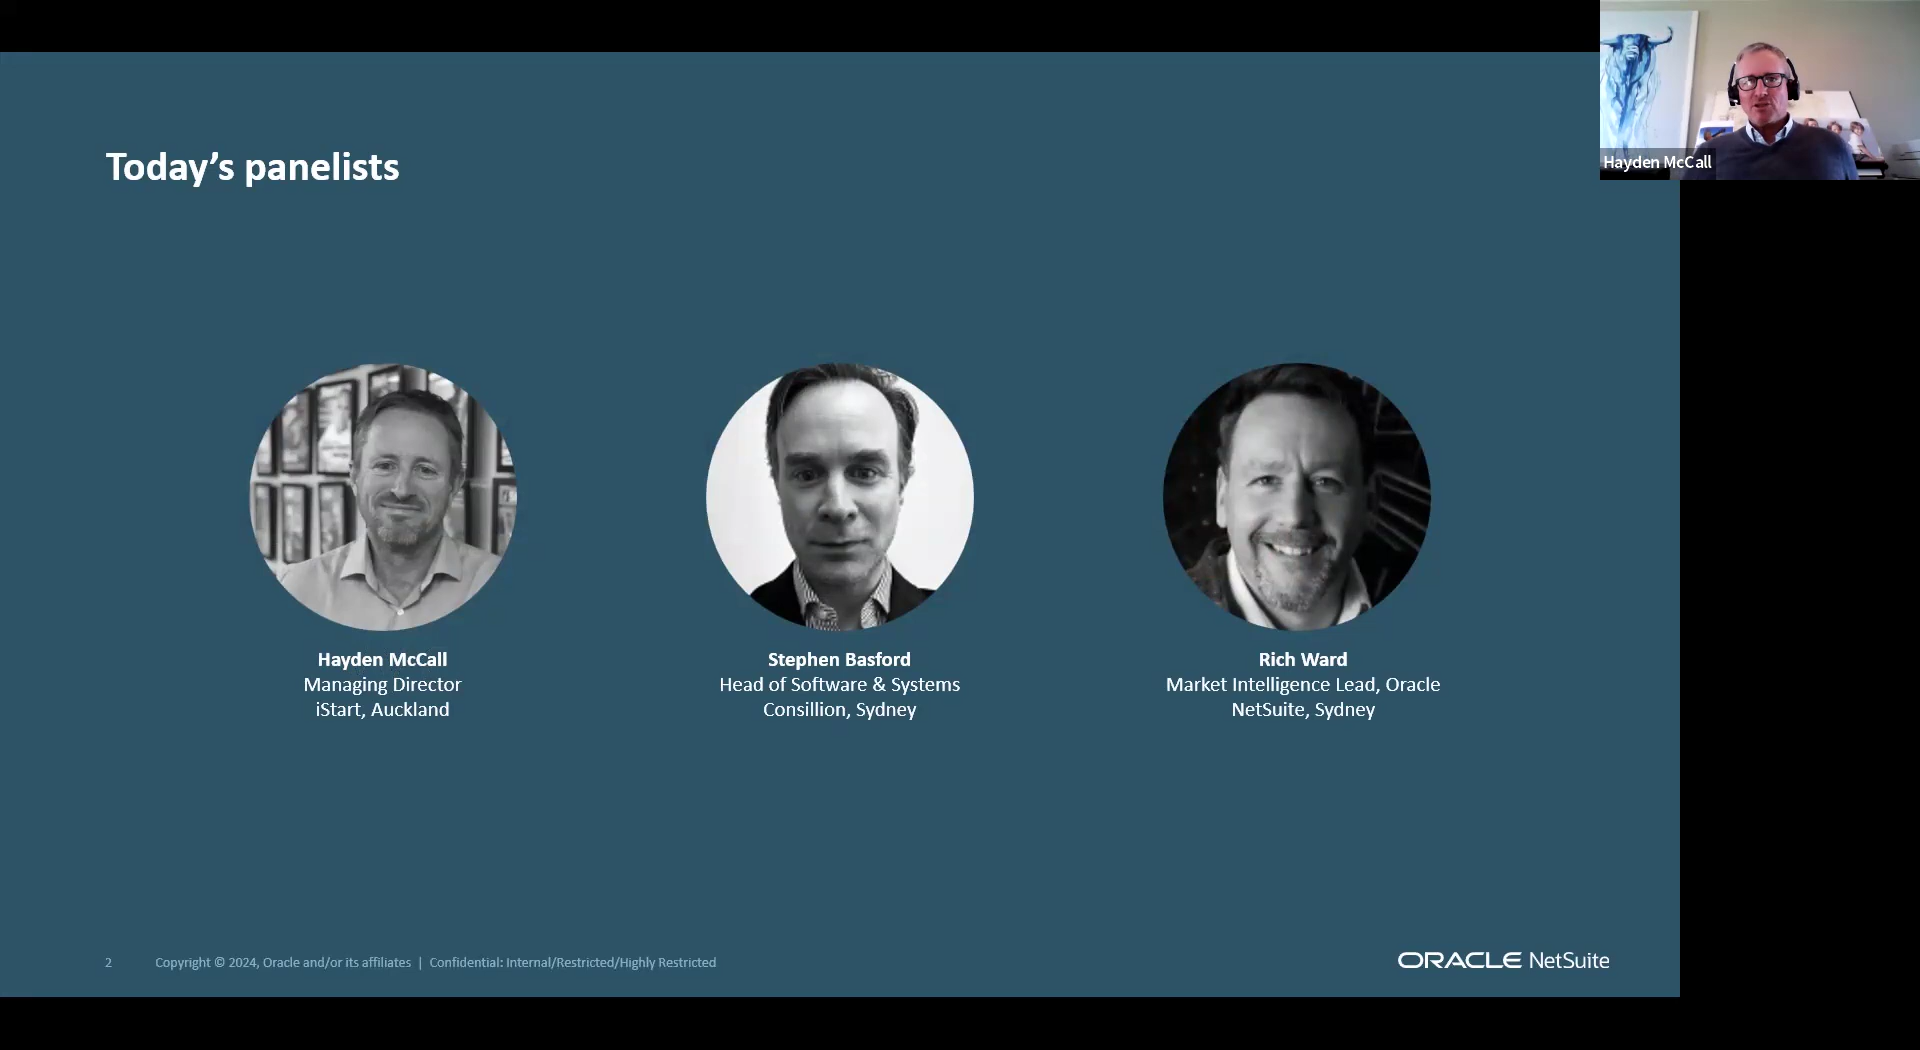 Today’s panelists
Hayden McCall
Hayden McCall
Managing Director
iStart, Auckland
Stephen Basford
Head of Software & Systems
Consillion, Sydney
Rich Ward
Market Intelligence Lead, Oracle
NetSuite, Sydney
2 Copyright © 2024, Oracle and/or its affiliates | Confidential: Internal/Restricted/Highly Restricted
ORACLE NetSuite